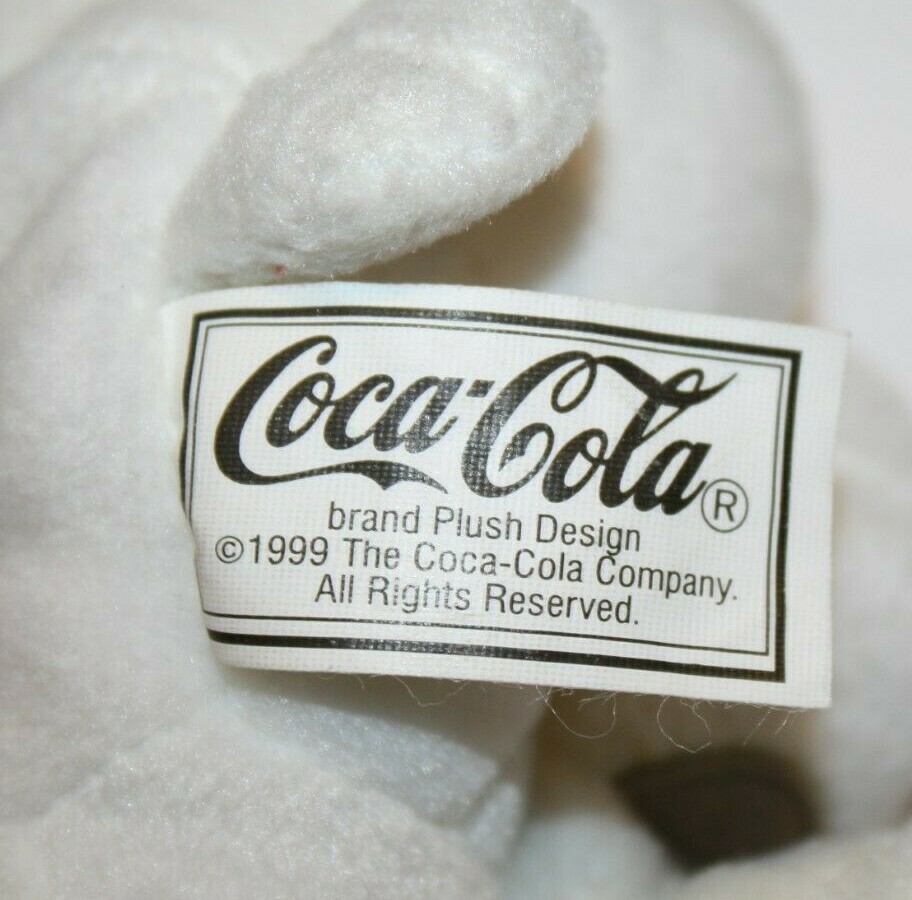 Coca-Cola®
brand Plush Design
©1999 The Coca-Cola Company.
All Rights Reserved.